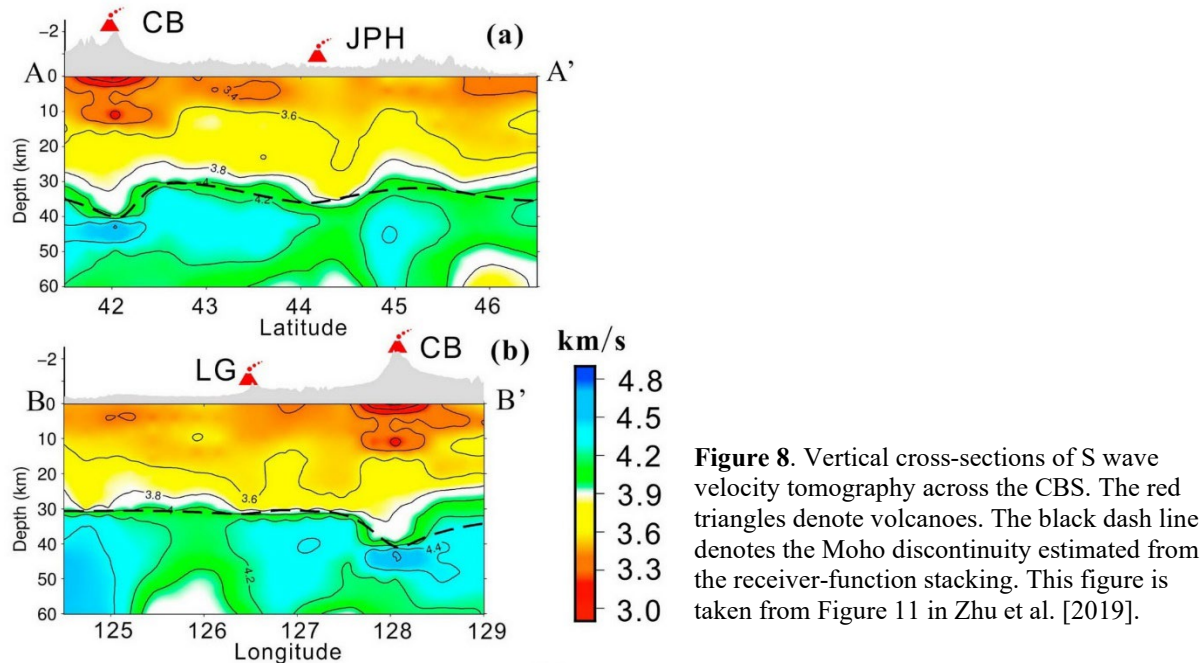 CB
(a)
JPH
−2
A
0
A'
3.4
10
3.6
20
3.8
30
4
40
4.2
50
60
Depth (km)
42
43
44
45
46
Latitude
CB
(b)
LG
−2
B
0
B'
10
20
3.6
3.8
30
4
40
4.4
4.2
50
60
Depth (km)
125
126
127
128
129
Longitude
km/s
4.8
4.5
4.2
3.9
3.6
3.3
3.0
Figure 8. Vertical cross-sections of S wave
velocity tomography across the CBS. The red
triangles denote volcanoes. The black dash line
denotes the Moho discontinuity estimated from
the receiver-function stacking. This figure is
taken from Figure 11 in Zhu et al. [2019].